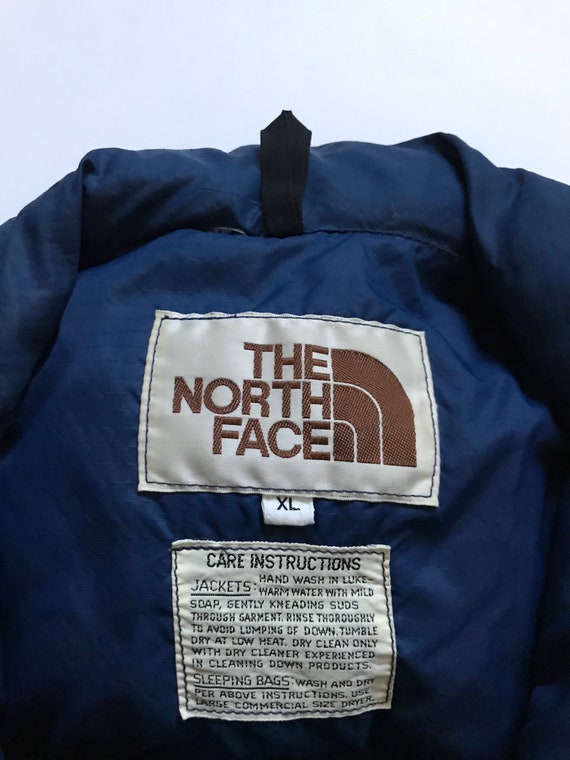 THE
NORTH
FACE
XL
CARE INSTRUCTIONS
JACKETS: HAND WASH IN LUKE-
WARM WATER WITH MILD
SOAP, GENTLY KNEADING SUDS
THROUGH GARMENT. RINSE THOROUGHLY
TO AVOID LUMPING OF DOWN. TUMBLE
DRY AT LOW HEAT. DRY CLEAN ONLY
WITH DRY CLEANER EXPERIENCED
IN CLEANING DOWN PRODUCTS.
SLEEPING BAGS: WASH AND DRY
PER ABOVE INSTRUCTIONS. USE
LARGE COMMERCIAL SIZE DRYER.